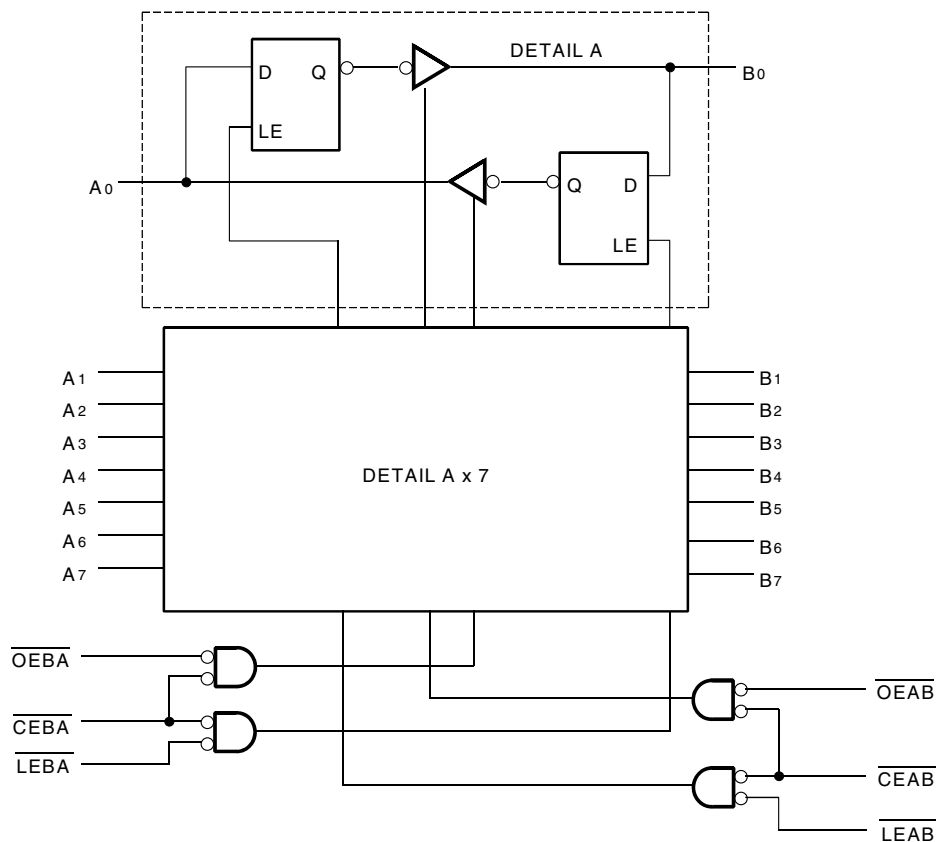 DETAIL A
D Q
B0
LE
A0
Q D
LE
A1
B1
A2
B2
A3
B3
A4
DETAIL A x 7
B4
A5
B5
A6
B6
A7
B7
OEBA
OEAB
CEBA
LEBA
CEAB
LEAB